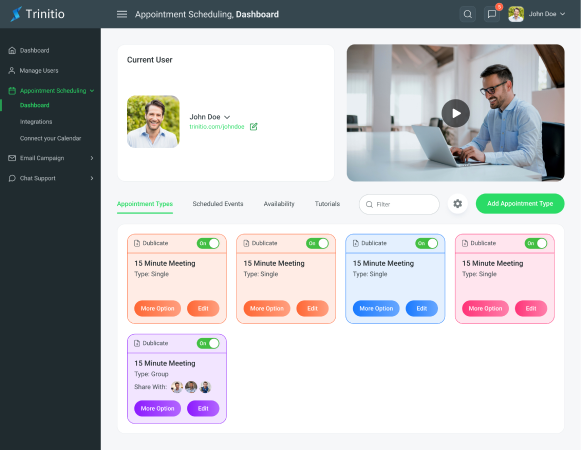 Trinitio
Appointment Scheduling, Dashboard
5
John Doe
Dashboard
Manage Users
Appointment Scheduling
Dashboard
Integrations
Connect your Calendar
Email Campaign
Chat Support
Current User
John Doe
trinitio.com/johndoe
Appointment Types
Scheduled Events
Availability
Tutorials
Filter
Add Appointment Type
Dublicate On
15 Minute Meeting
Type: Single
More Option Edit
Dublicate On
15 Minute Meeting
Type: Single
More Option Edit
Dublicate On
15 Minute Meeting
Type: Single
More Option Edit
Dublicate On
15 Minute Meeting
Type: Single
More Option Edit
Dublicate On
15 Minute Meeting
Type: Group
Share With:
More Option Edit